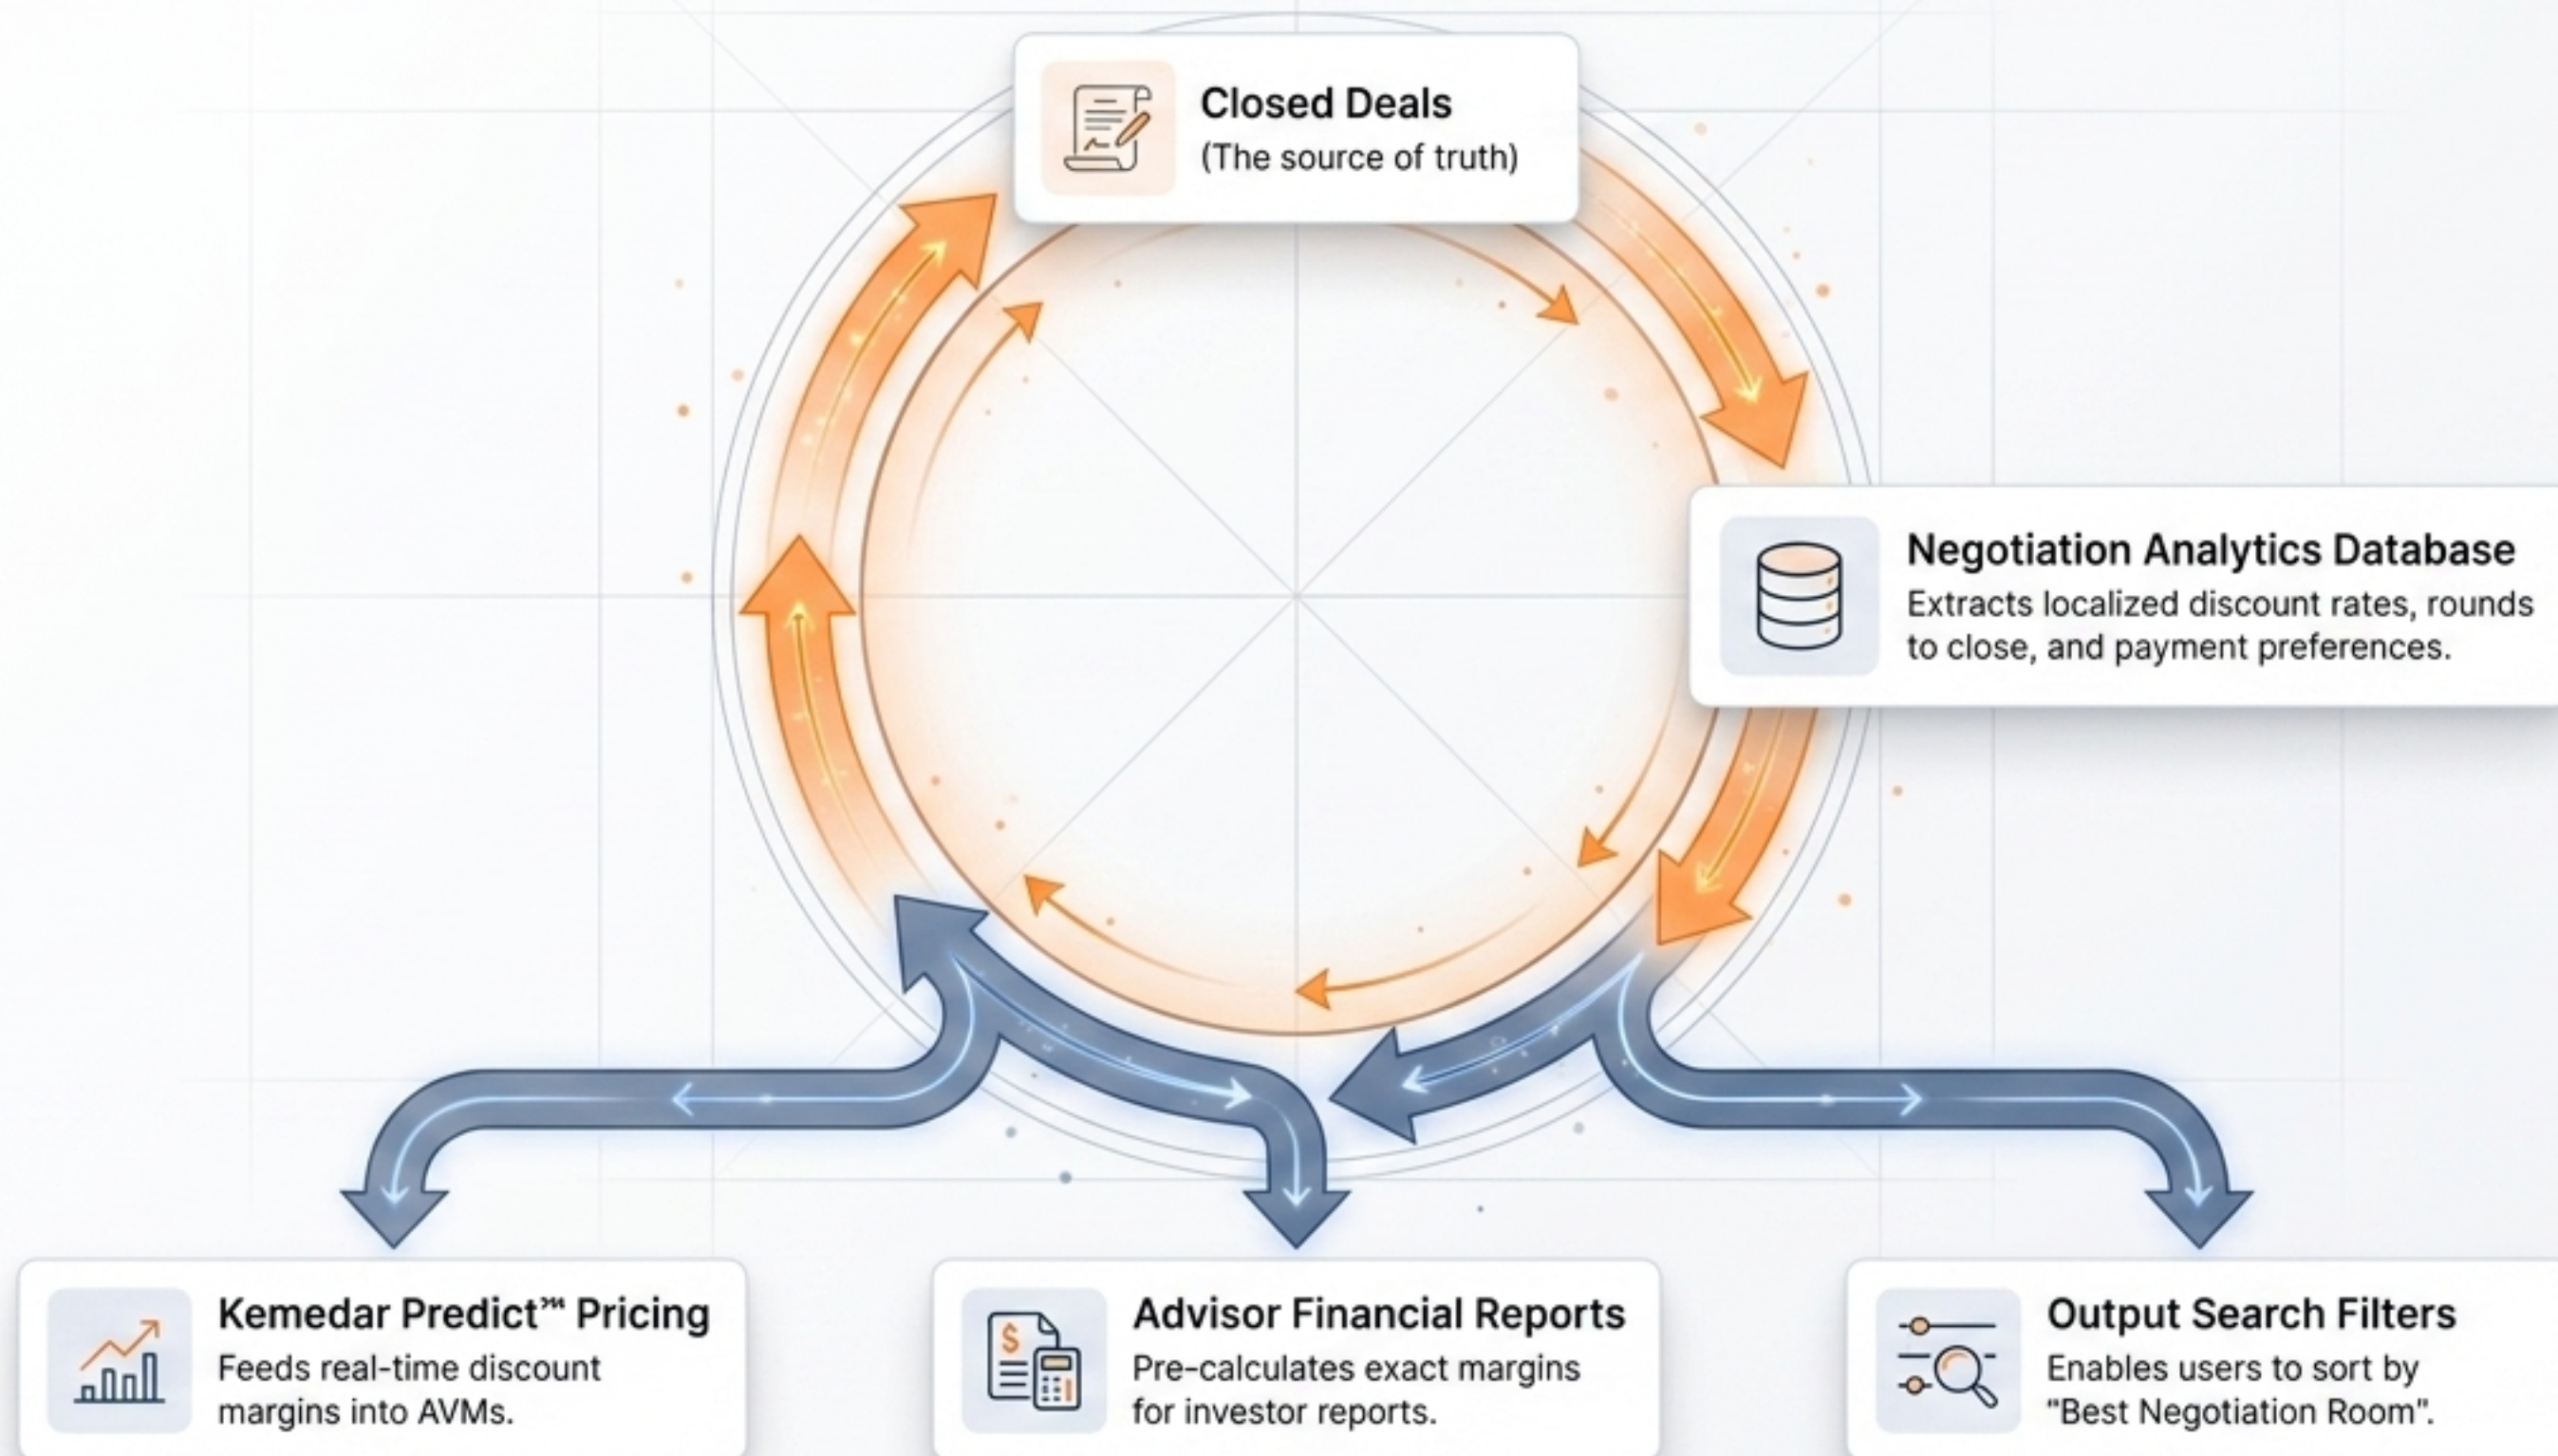 Closed Deals
(The source of truth)
Negotiation Analytics Database
Extracts localized discount rates, rounds
to close, and payment preferences.
Kemedar Predict™ Pricing
Feeds real-time discount
margins into AVMs.
Advisor Financial Reports
Pre-calculates exact margins
for investor reports.
Output Search Filters
Enables users to sort by
"Best Negotiation Room".